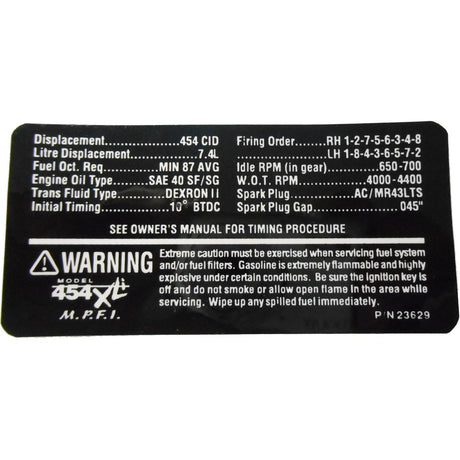 Displacement 454 CID
Litre Displacement 7.4L
Fuel Oct. Req. MIN 87 AVG
Engine Oil Type SAE 40 SF/SG
Trans Fluid Type DEXRON II
Initial Timing 10° BTDC
Firing Order RH 1-2-7-5-6-3-4-8
LH 1-8-4-3-6-5-7-2
Idle RPM (in gear) 650-700
W.O.T. RPM 4000-4400
Spark Plug AC/MR43LTS
Spark Plug Gap .045"
SEE OWNER'S MANUAL FOR TIMING PROCEDURE
WARNING
MODEL
454 XLi
M.P.F.I.
Extreme caution must be exercised when servicing fuel system
and/or fuel filters. Gasoline is extremely flammable and highly
explosive under certain conditions. Be sure the ignition key is
off and do not smoke or allow open flame in the area while
servicing. Wipe up any spilled fuel immediately.
P/N 23629